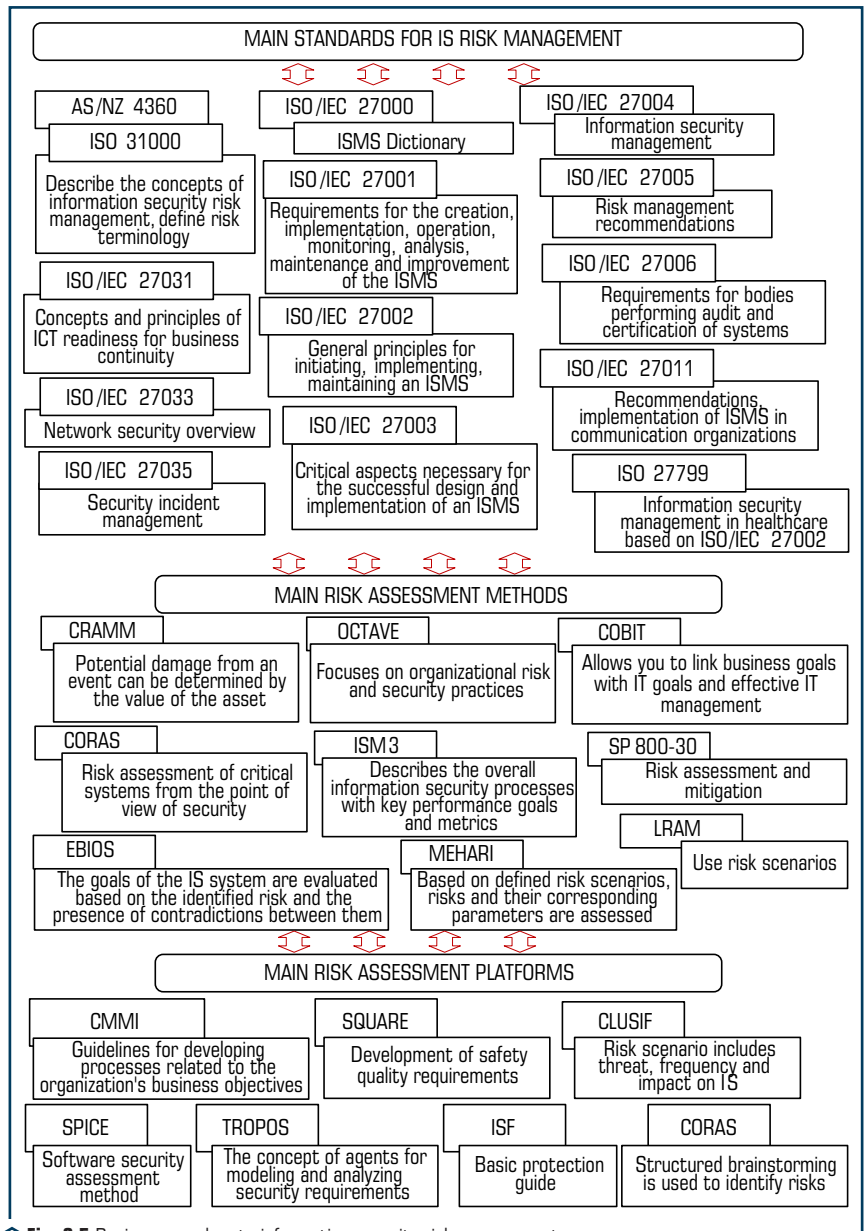 MAIN STANDARDS FOR IS RISK MANAGEMENT
AS/NZ 4360
ISO 31000
Describe the concepts of
information security risk
management, define risk
terminology
ISO/IEC 27031
Concepts and principles of
ICT readiness for business
continuity
ISO/IEC 27033
Network security overview
ISO/IEC 27035
Security incident
management
ISO/IEC 27000
ISMS Dictionary
ISO/IEC 27001
Requirements for the creation,
implementation, operation,
monitoring, analysis,
maintenance and improvement
of the ISMS
ISO/IEC 27002
General principles for
initiating, implementing,
maintaining an ISMS
ISO/IEC 27003
Critical aspects necessary for
the successful design and
implementation of an ISMS
ISO/IEC 27004
Information security
management
ISO/IEC 27005
Risk management
recommendations
ISO/IEC 27006
Requirements for bodies
performing audit and
certification of systems
ISO/IEC 27011
Recommendations,
implementation of ISMS in
communication organizations
ISO 27799
Information security
management in healthcare
based on ISO/IEC 27002
MAIN RISK ASSESSMENT METHODS
CRAMM
Potential damage from an
event can be determined by
the value of the asset
OCTAVE
Focuses on organizational risk
and security practices
COBIT
Allows you to link business goals
with IT goals and effective IT
management
CORAS
Risk assessment of critical
systems from the point of
view of security
ISM3
Describes the overall
information security processes
with key performance goals
and metrics
SP 800-30
Risk assessment and
mitigation
LRAM
Use risk scenarios
EBIOS
The goals of the IS system are evaluated
based on the identified risk and the
presence of contradictions between them
MEHARI
Based on defined risk scenarios,
risks and their corresponding
parameters are assessed
MAIN RISK ASSESSMENT PLATFORMS
CMMI
Guidelines for developing
processes related to the
organization's business objectives
SQUARE
Development of safety
quality requirements
CLUSIF
Risk scenario includes
threat, frequency and
impact on IS
SPICE
Software security
assessment
method
TROPOS
The concept of agents for
modeling and analyzing
security requirements
ISF
Basic protection
guide
CORAS
Structured brainstorming
is used to identify risks